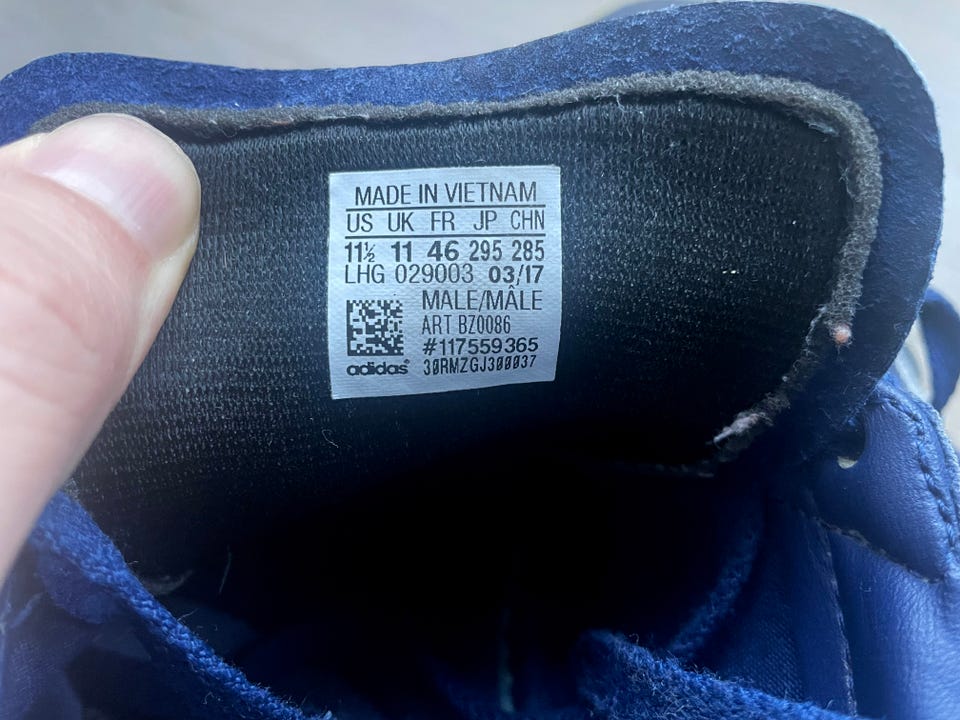 MADE IN VIETNAM
US UK FR JP CHN
11½ 11 46 295 285
LHG 029003 03/17
MALE/MÂLE
ART BZ0086
#117559365
adidas® 30RMZGJ300037